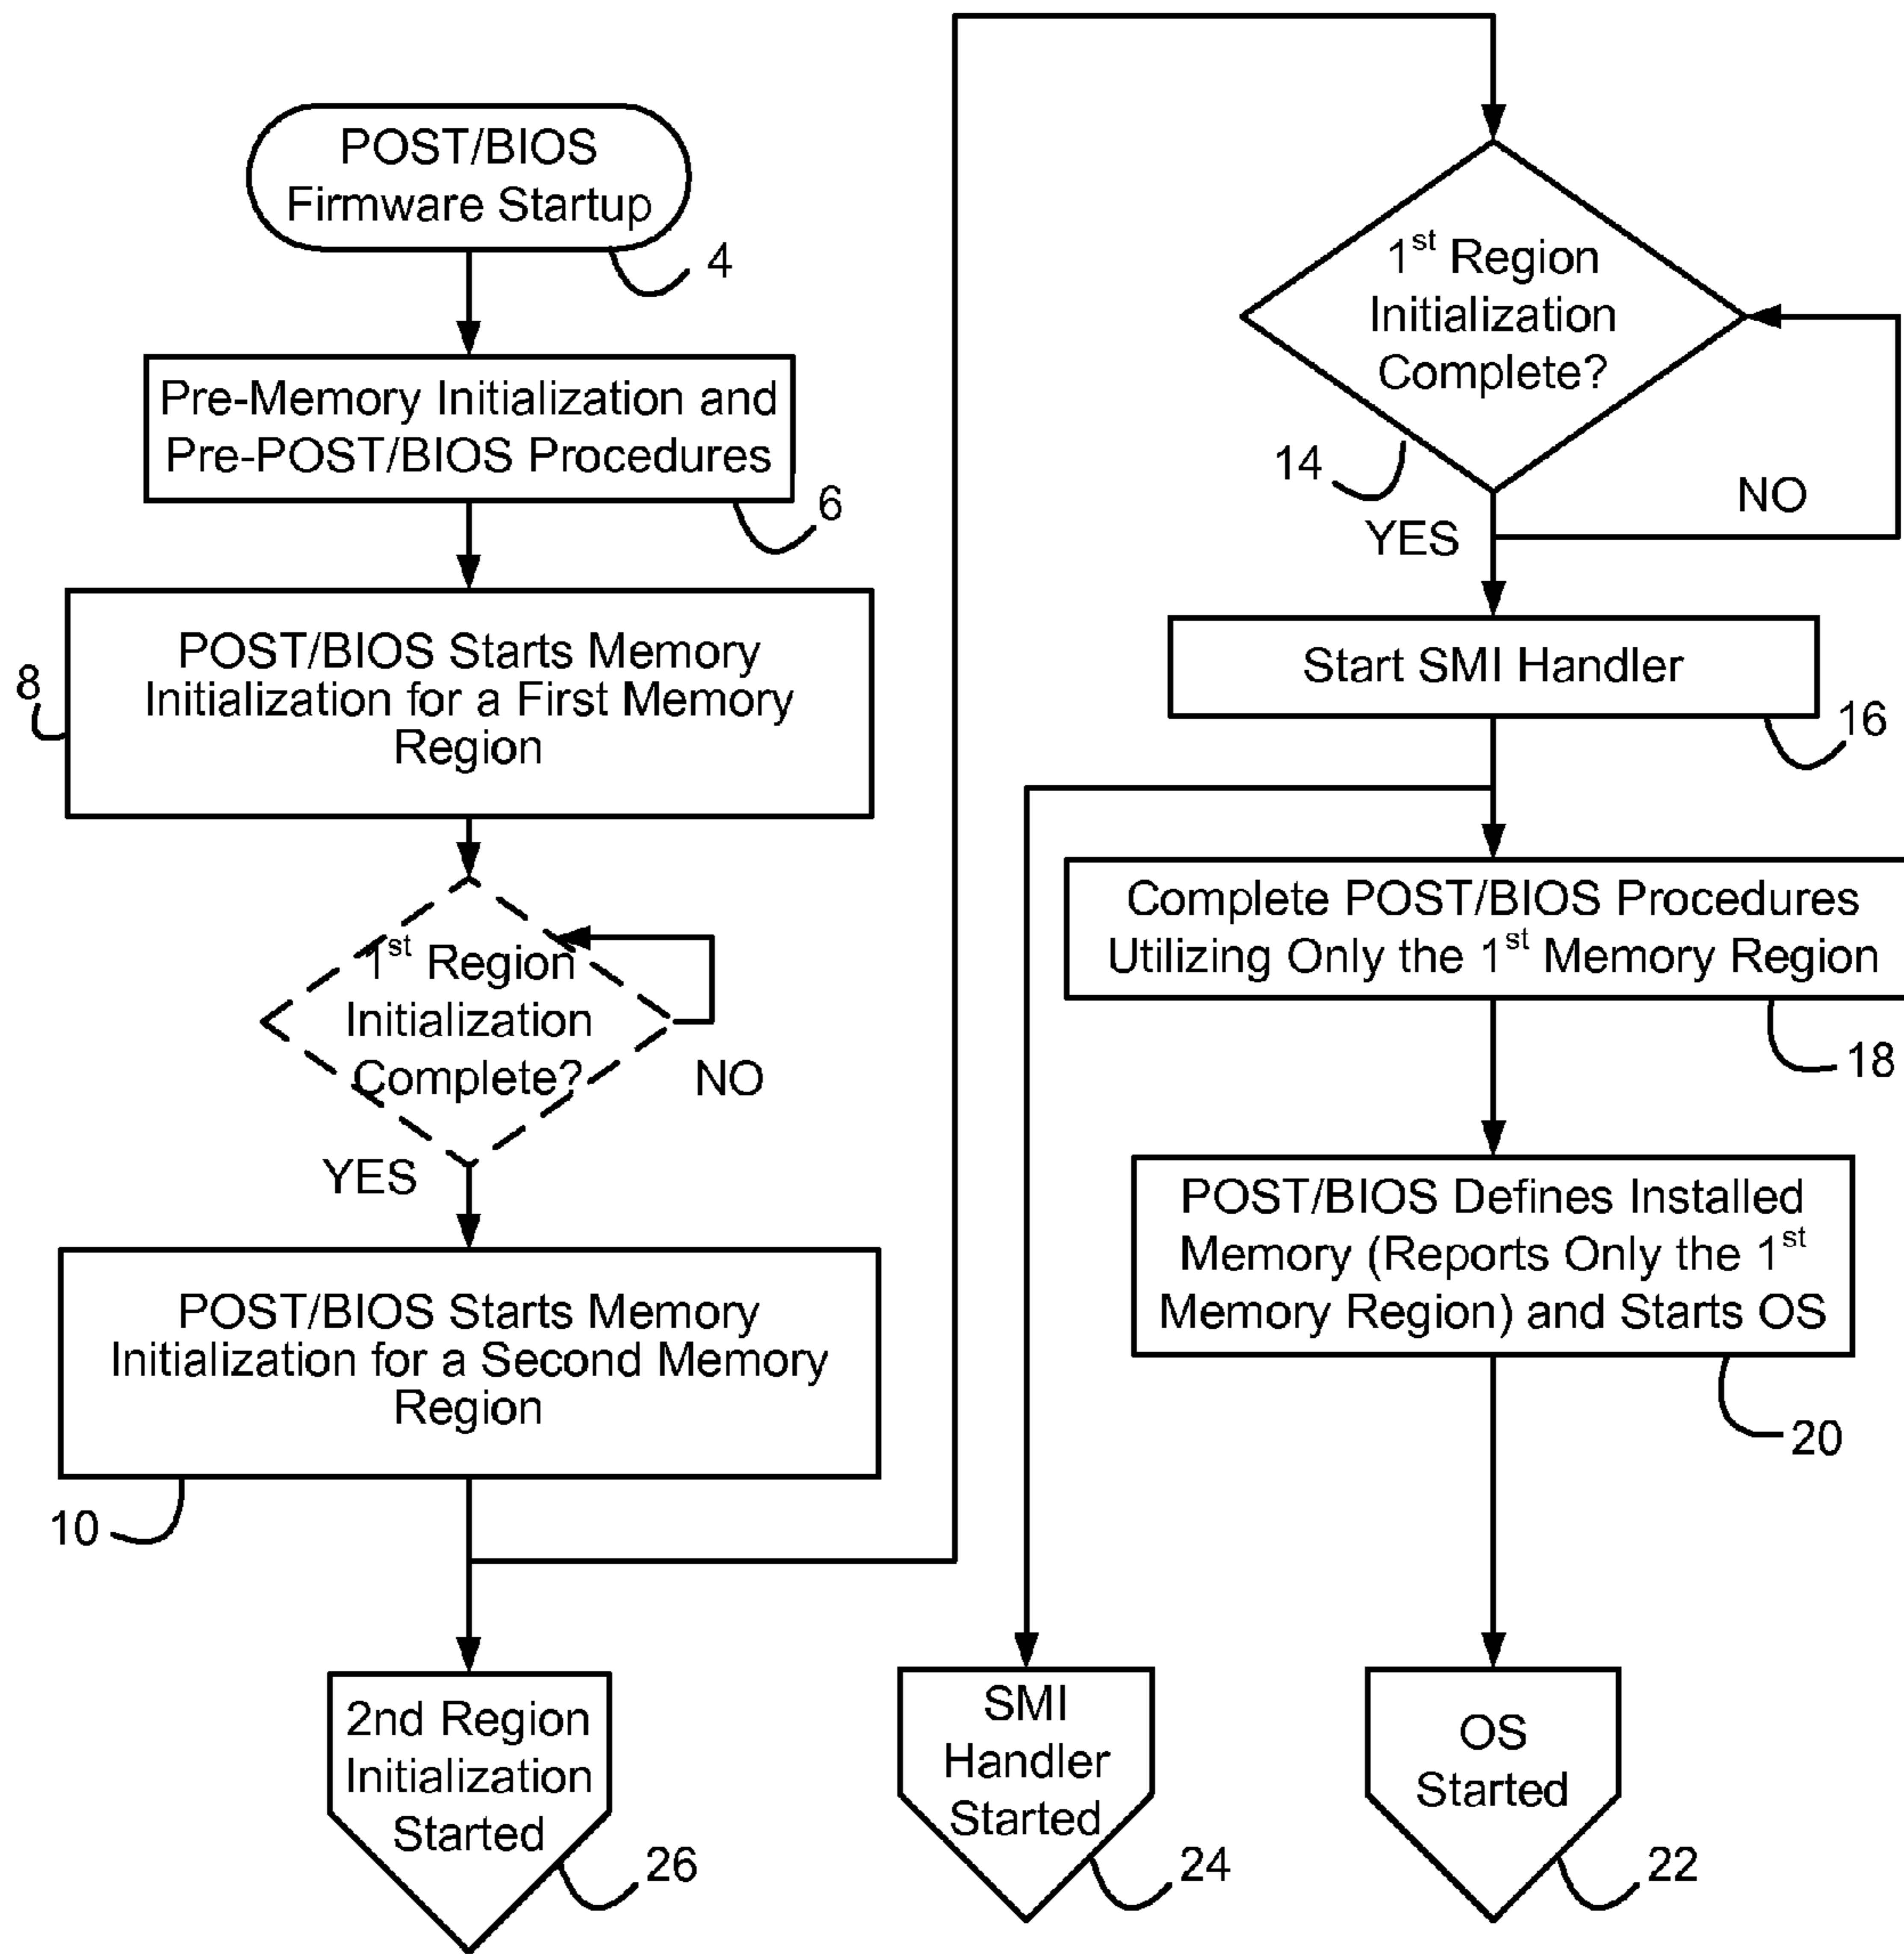 POST/BIOS
Firmware Startup
4
Pre-Memory Initialization and
Pre-POST/BIOS Procedures
6
POST/BIOS Starts Memory
Initialization for a First Memory
Region
8
1st Region
Initialization
Complete?
NO
YES
POST/BIOS Starts Memory
Initialization for a Second Memory
Region
10
2nd Region
Initialization
Started
26
1st Region
Initialization
Complete?
14
NO
YES
Start SMI Handler
16
Complete POST/BIOS Procedures
Utilizing Only the 1st Memory Region
18
POST/BIOS Defines Installed
Memory (Reports Only the 1st
Memory Region) and Starts OS
20
SMI
Handler
Started
24
OS
Started
22